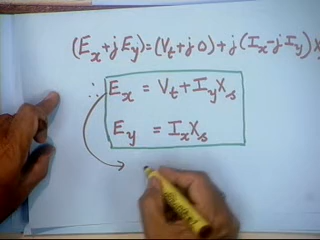 (Ex+jEy)=(Vt+j0)+j(Ix-jIy)X
∴ Ex = Vt+IyXs
Ey = IxXs